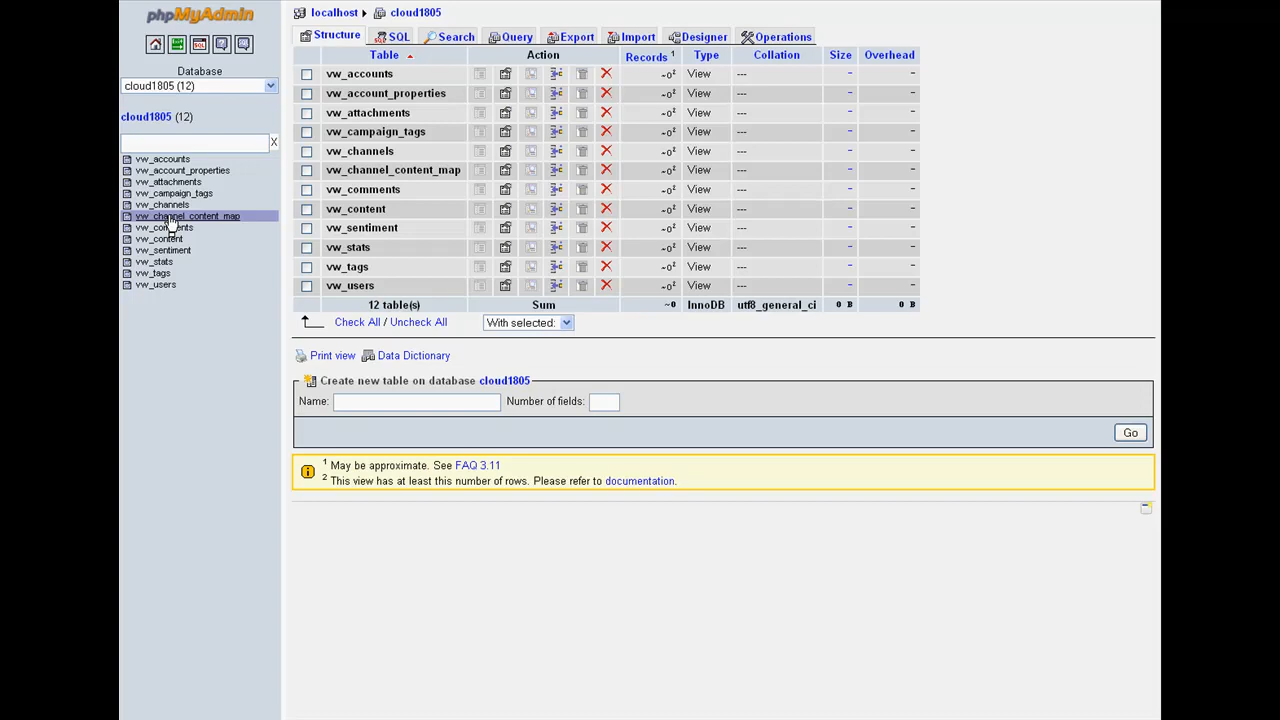 phpMyAdmin
Database
cloud1805 (12)
cloud1805 (12)
X
vw_accounts
vw_account_properties
vw_attachments
vw_campaign_tags
vw_channels
vw_channel_content_map
vw_comments
vw_content
vw_sentiment
vw_stats
vw_tags
vw_users
localhost cloud1805
Structure SQL Search Query Export Import Designer Operations
Table Action Records 1 Type Collation Size Overhead
vw_accounts ~0 2 View --- - -
vw_account_properties ~0 2 View --- - -
vw_attachments ~0 2 View --- - -
vw_campaign_tags ~0 2 View --- - -
vw_channels ~0 2 View --- - -
vw_channel_content_map ~0 2 View --- - -
vw_comments ~0 2 View --- - -
vw_content ~0 2 View --- - -
vw_sentiment ~0 2 View --- - -
vw_stats ~0 2 View --- - -
vw_tags ~0 2 View --- - -
vw_users ~0 2 View --- - -
12 table(s) Sum ~0 InnoDB utf8_general_ci 0 B 0 B
Check All / Uncheck All With selected:
Print view Data Dictionary
Create new table on database cloud1805
Name: Number of fields:
Go
1 May be approximate. See FAQ 3.11
2 This view has at least this number of rows. Please refer to documentation.